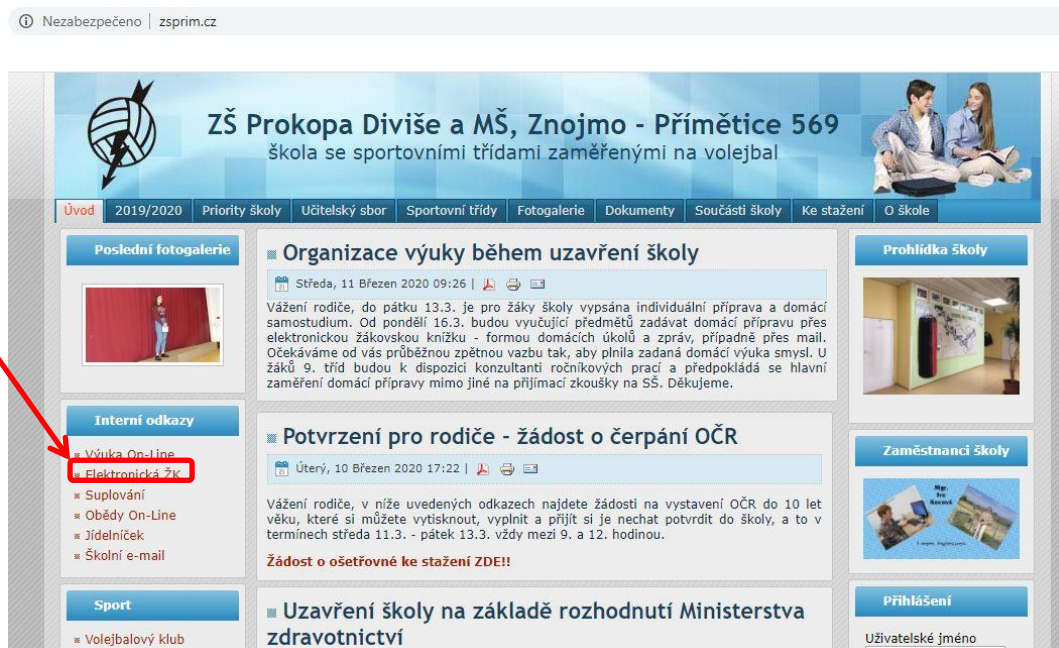 Nezabezpečeno | zsprim.cz
ZŠ Prokopa Diviše a MŠ, Znojmo - Přímětice 569
škola se sportovními třídami zaměřenými na volejbal
Úvod 2019/2020 Priority školy Učitelský sbor Sportovní třídy Fotogalerie Dokumenty Součásti školy Ke stažení O škole
Poslední fotogalerie
Interní odkazy
Výuka On-Line
Elektronická ŽK
Suplování
Obědy On-Line
Jídelníček
Školní e-mail
Sport
Volejbalový klub
Organizace výuky během uzavření školy
Středa, 11 Březen 2020 09:26 |
Vážení rodiče, do pátku 13.3. je pro žáky školy vypsána individuální příprava a domácí
samostudium. Od pondělí 16.3. budou vyučující předmětů zadávat domácí přípravu přes
elektronickou žákovskou knížku - formou domácích úkolů a zpráv, případně přes mail.
Očekáváme od vás průběžnou zpětnou vazbu tak, aby plnila zadaná domácí výuka smysl. U
žáků 9. tříd budou k dispozici konzultanti ročníkových prací a předpokládá se hlavní
zaměření domácí přípravy mimo jiné na přijímací zkoušky na SŠ. Děkujeme.
Potvrzení pro rodiče - žádost o čerpání OČR
Úterý, 10 Březen 2020 17:22 |
Vážení rodiče, v níže uvedených odkazech najdete žádosti na vystavení OČR do 10 let
věku, které si můžete vytisknout, vyplnit a přijít si je nechat potvrdit do školy, a to v
termínech středa 11.3. - pátek 13.3. vždy mezi 9. a 12. hodinou.
Žádost o ošetřovné ke stažení ZDE!!
Uzavření školy na základě rozhodnutí Ministerstva
zdravotnictví
Prohlídka školy
Zaměstnanci školy
Mgr.
Iva
Přihlášení
Uživatelské jméno